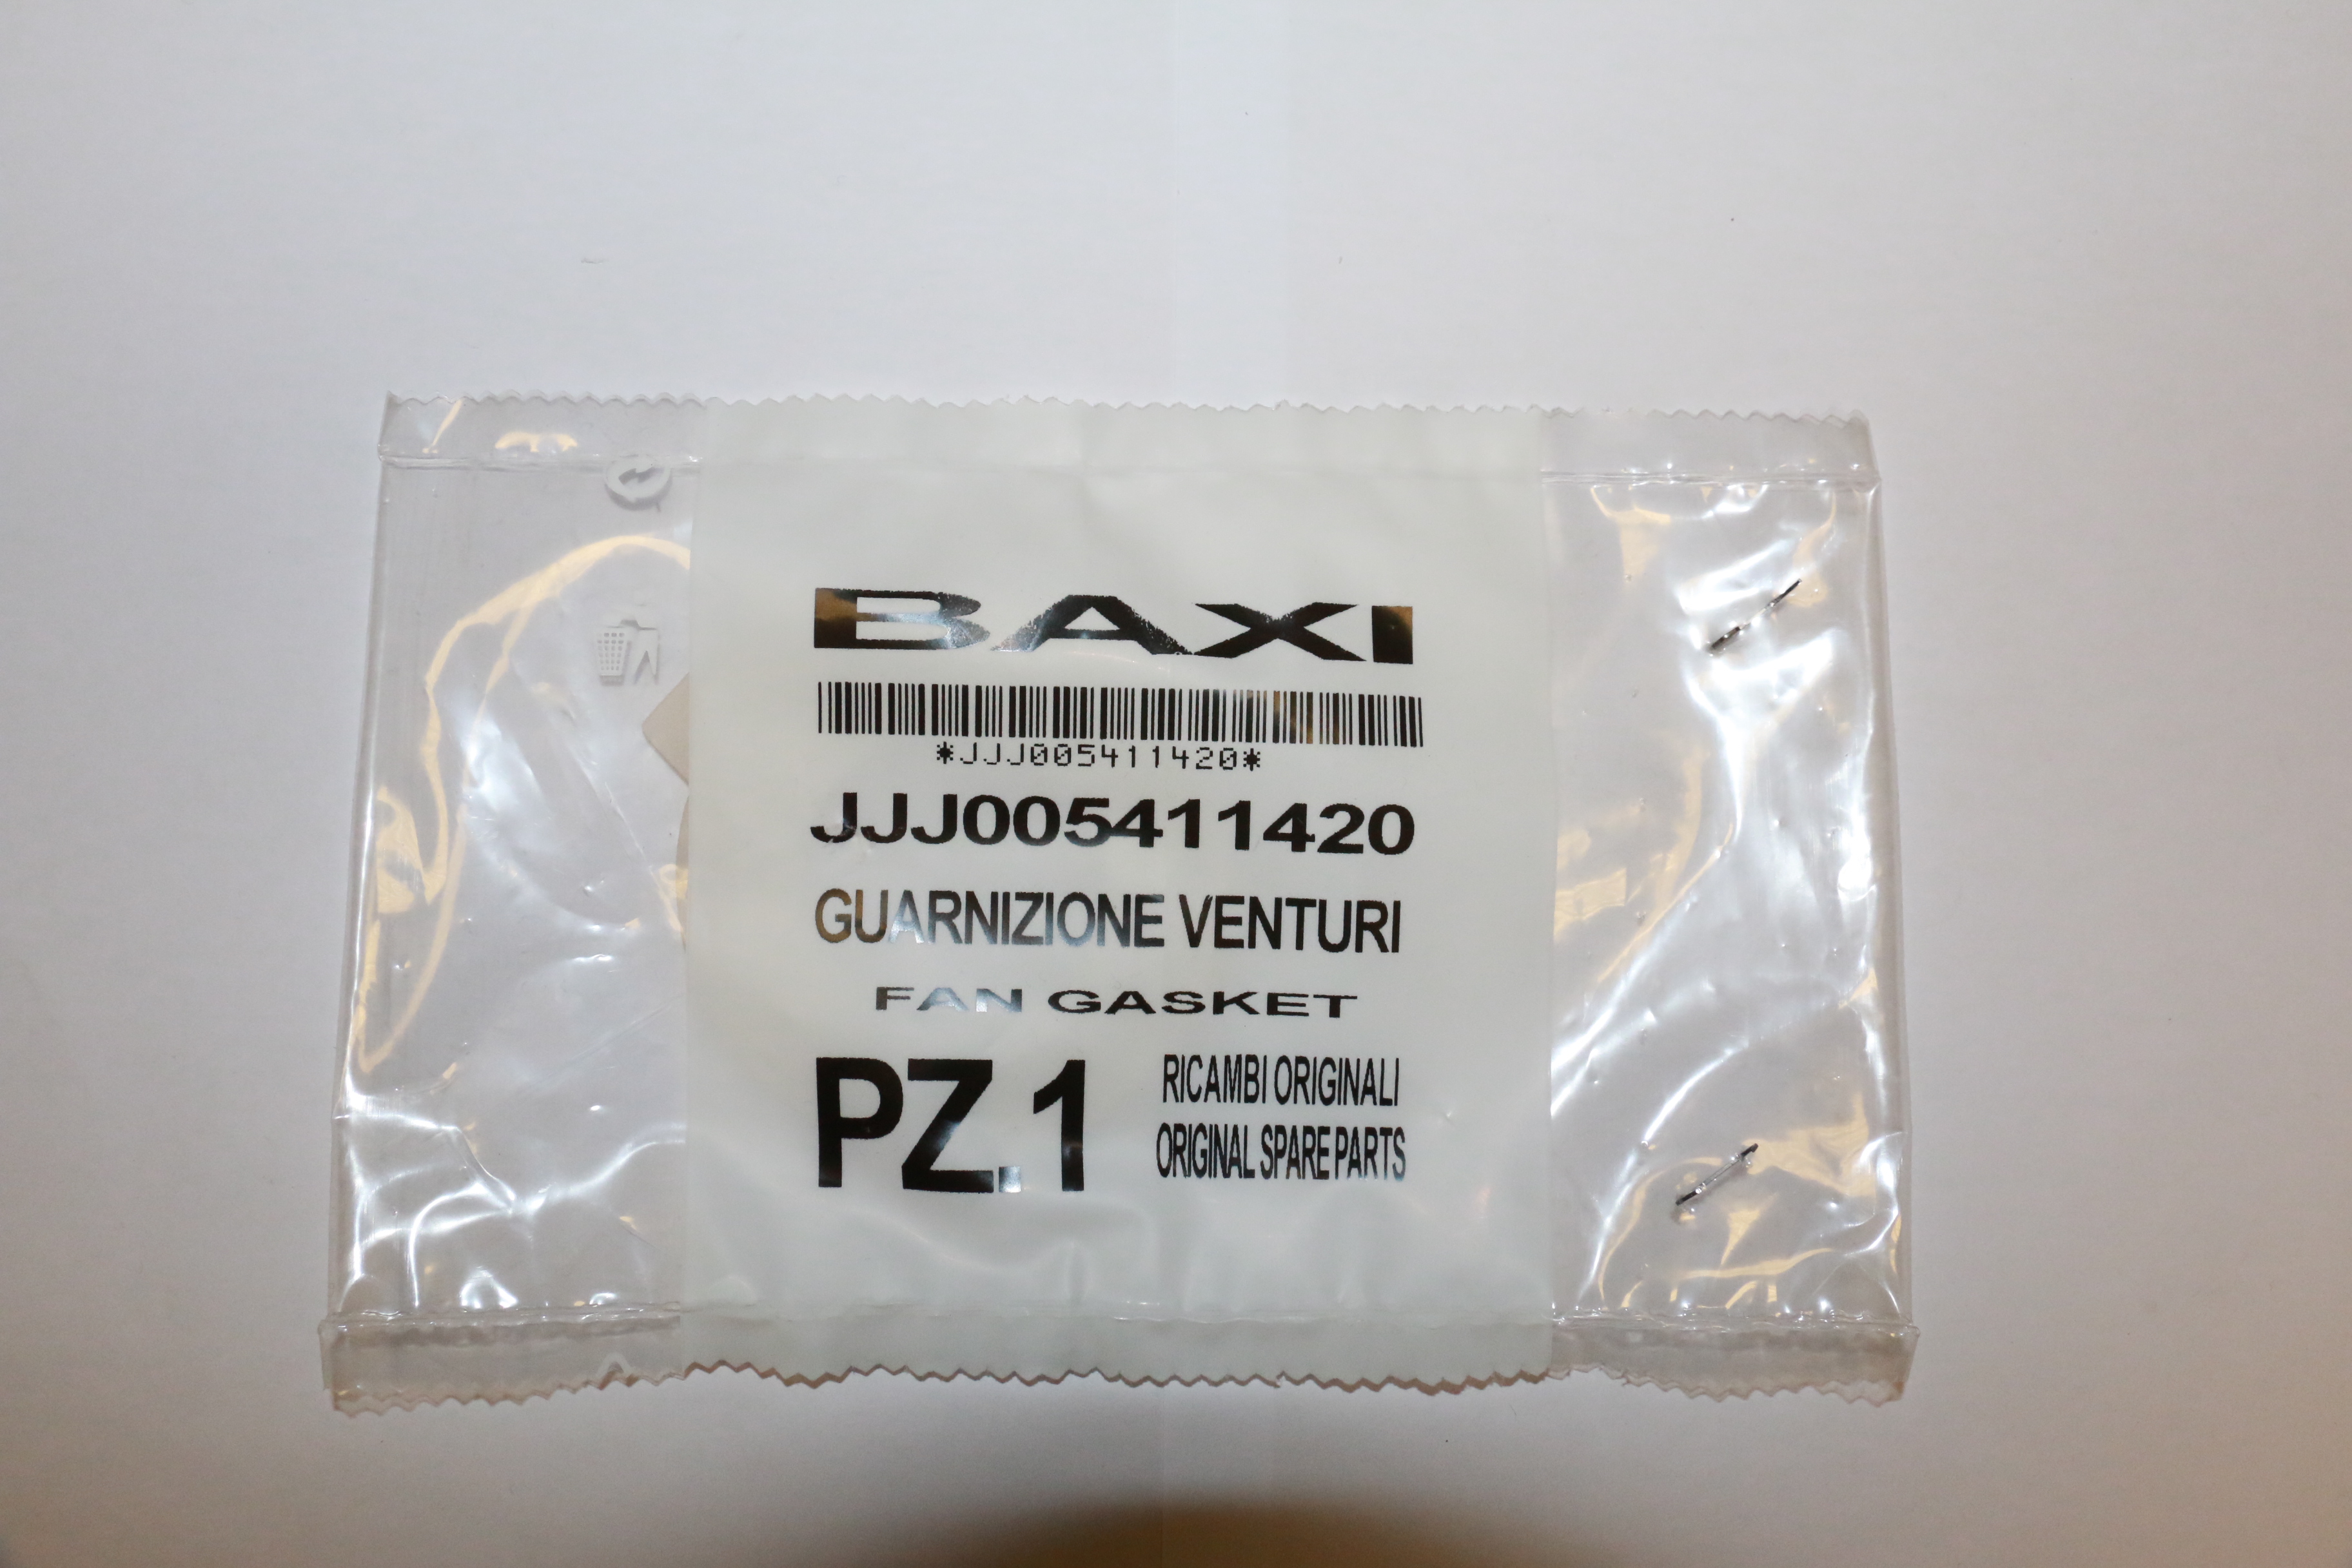 BAXI
*JJJ005411420*
JJJ005411420
GUARNIZIONE VENTURI
FAN GASKET
PZ.1
RICAMBI ORIGINALI
ORIGINAL SPARE PARTS